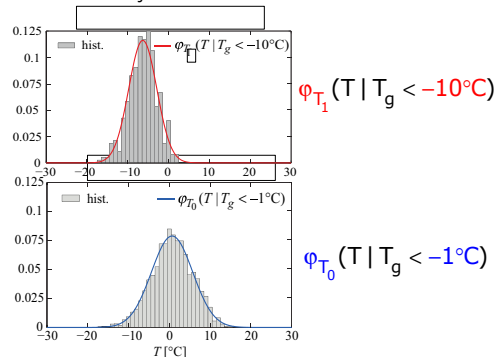 0.125
hist. φT1(T | Tg < −10°C)
0.1
0.075
0.05
0.025
0
−30 −20 −10 0 10 20 30
φT1(T | Tg < −10°C)
0.125
hist. φT0(T | Tg < −1°C)
0.1
0.075
0.05
0.025
0
−30 −20 −10 0 10 20 30
T [°C]
φT0(T | Tg < −1°C)